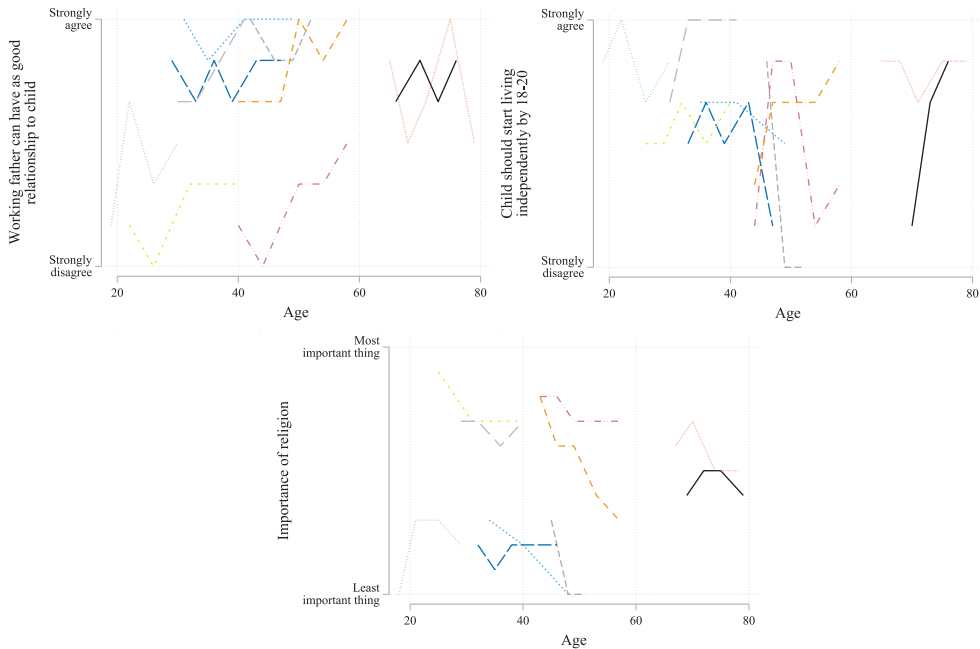 Strongly
agree
Working father can have as good
relationship to child
Strongly
disagree
20 40 60 80
Age
Strongly
agree
Child should start living
independently by 18-20
Strongly
disagree
20 40 60 80
Age
Most
important thing
Importance of religion
Least
important thing
20 40 60 80
Age